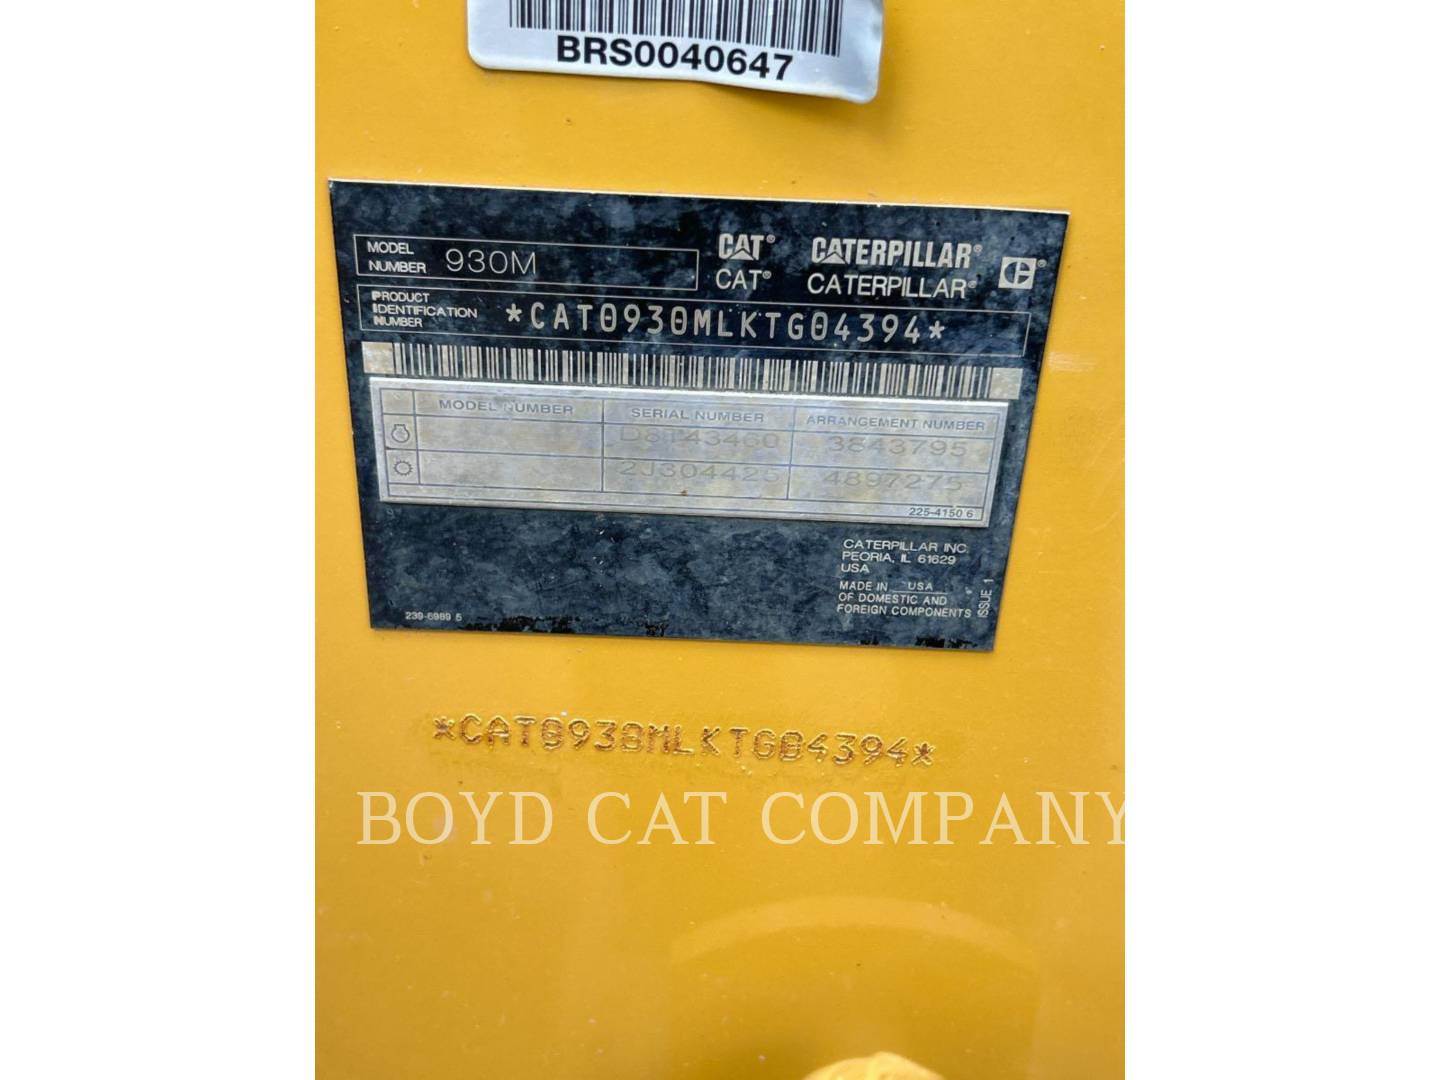 BRS0040647
MODEL NUMBER 930M
CAT® CATERPILLAR®
CAT® CATERPILLAR®
PRODUCT IDENTIFICATION NUMBER *CAT0930MLKTG04394*
MODEL NUMBER SERIAL NUMBER ARRANGEMENT NUMBER
D8T43460 3843795
2J304425 4897275
225-4150 6
CATERPILLAR INC.
PEORIA, IL 61629
USA
MADE IN USA
OF DOMESTIC AND
FOREIGN COMPONENTS
ISSUE 1
239-6989 5
*CAT0930MLKTG04394*
BOYD CAT COMPANY